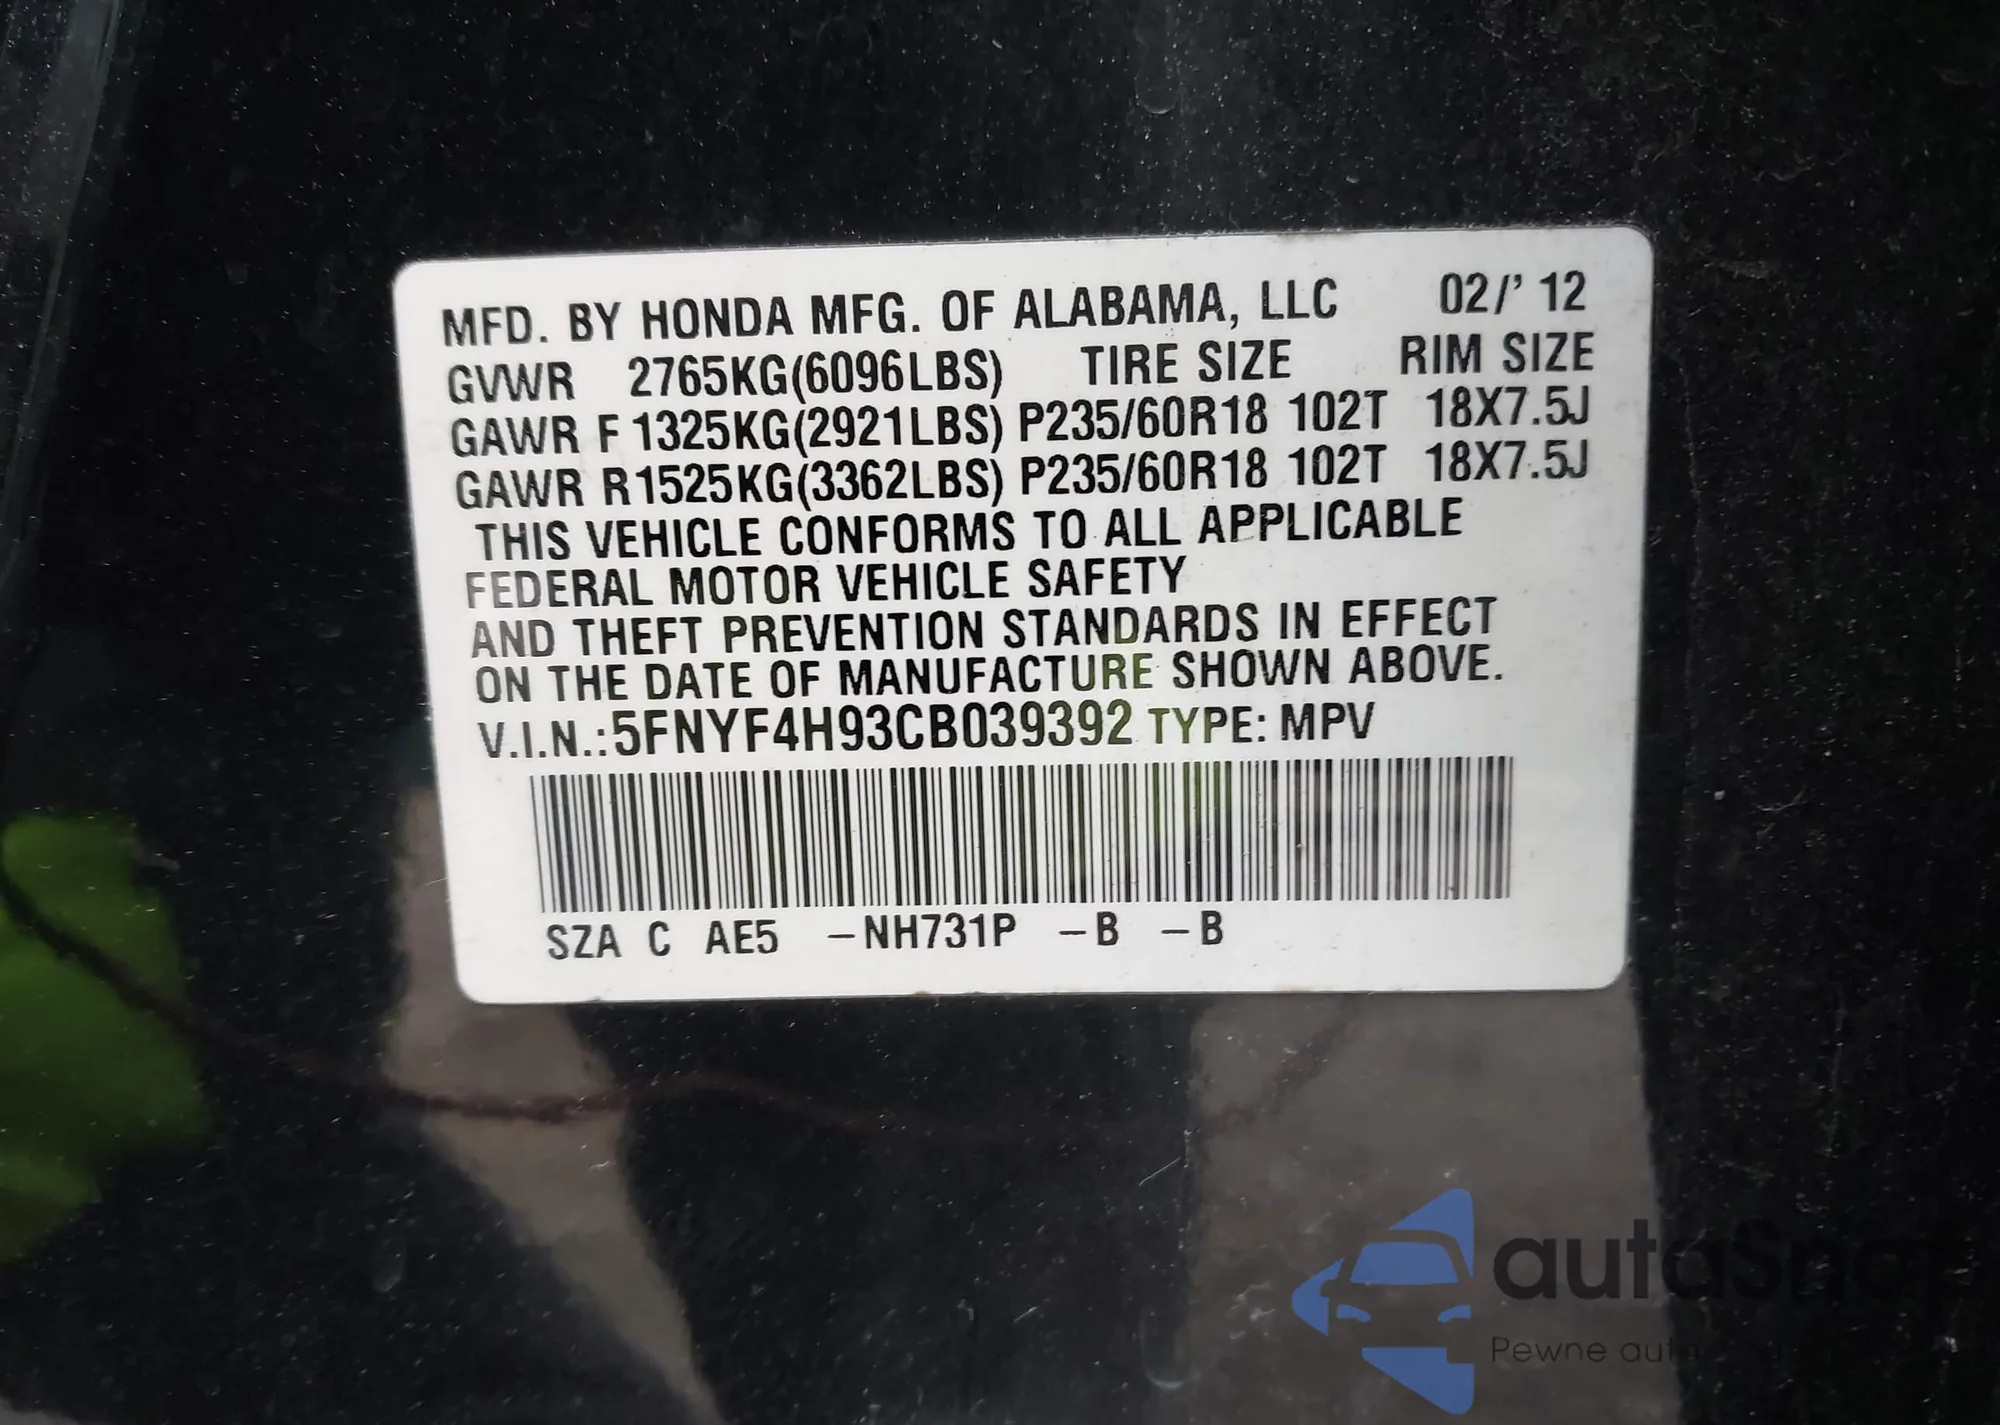 MFD. BY HONDA MFG. OF ALABAMA, LLC 02/' 12
GVWR 2765KG(6096LBS) TIRE SIZE RIM SIZE
GAWR F 1325KG(2921LBS) P235/60R18 102T 18X7.5J
GAWR R 1525KG(3362LBS) P235/60R18 102T 18X7.5J
THIS VEHICLE CONFORMS TO ALL APPLICABLE
FEDERAL MOTOR VEHICLE SAFETY
AND THEFT PREVENTION STANDARDS IN EFFECT
ON THE DATE OF MANUFACTURE SHOWN ABOVE.
V.I.N.:5FNYF4H93CB039392 TYPE: MPV
SZA C AE5 -NH731P -B -B
autaSnap
Pewne